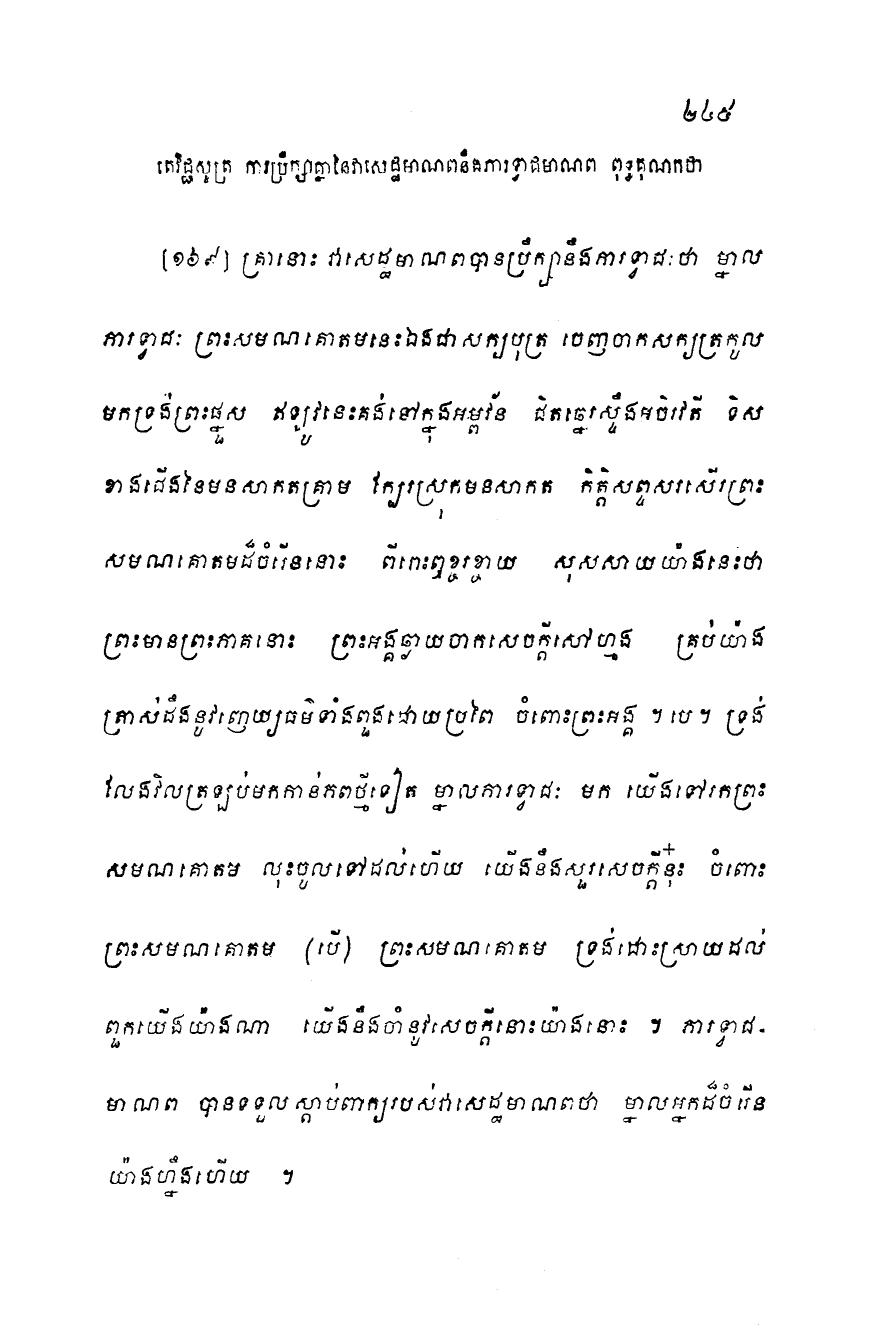 ២៤៥
តេវិជ្ជសូត្រ ការប្រឹក្សាគ្នានៃវាសេដ្ឋមាណពនឹងភារទ្វាជមាណព ពុទ្ធគុណកថា
[១៦៩] គ្រានោះ វាសេដ្ឋមាណពបានប្រឹក្សានឹងភារទ្វាជៈថា ម្នាល
ភារទ្វាជៈ ព្រះសមណគោតមនេះឯងជាសក្យបុត្រ ចេញចាកសក្យត្រកូល
មកទ្រង់ព្រះផ្នួស ឥឡូវនេះគង់នៅក្នុងអម្ពវ័ន ជិតឆ្នេរស្ទឹងអចិរវតី ទិស
ខាងជើងនៃមនសាកតគ្រាម ក្បែរស្រុកមនសាកត កិត្តិសព្ទសរសើរព្រះ
សមណគោតមដ៏ចំរើននោះ ពីរោះឮខ្ចរខ្ចាយ សុសសាយយ៉ាងនេះថា
ព្រះមានព្រះភាគនោះ ព្រះអង្គឆ្ងាយចាកសេចក្តីសៅហ្មង គ្រប់យ៉ាង
ត្រាស់ដឹងនូវញេយ្យធម៌ទាំងពួងដោយប្រពៃ ចំពោះព្រះអង្គ ។ បេ ។ ទ្រង់
លែងវិលត្រឡប់មកកាន់ភពថ្មីទៀត ម្នាលភារទ្វាជៈ មក យើងទៅរកព្រះ
សមណគោតម លុះចូលទៅដល់ហើយ យើងនឹងសួរសេចក្តីនុ៎ះ ចំពោះ
ព្រះសមណគោតម (បើ) ព្រះសមណគោតម ទ្រង់ដោះស្រាយដល់
ពួកយើងយ៉ាងណា យើងនឹងចាំនូវសេចក្តីនោះយ៉ាងនោះ ។ ភារទ្វាជ-
មាណព បានទទួលស្តាប់ពាក្យរបស់វាសេដ្ឋមាណពថា ម្នាលអ្នកដ៏ចំរើន
យ៉ាងហ្នឹងហើយ ។